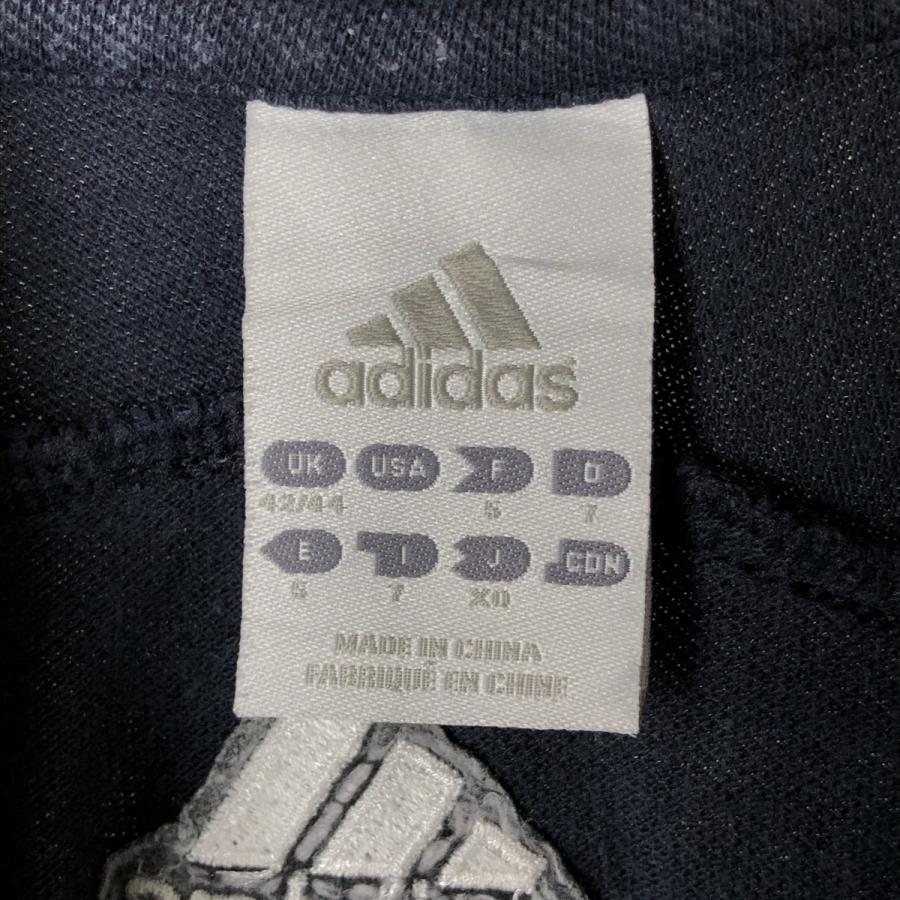 adidas
UK USA F D
42/44 5 7
E I J CDN
5 7 XO
MADE IN CHINA
FABRIQUÉ EN CHINE